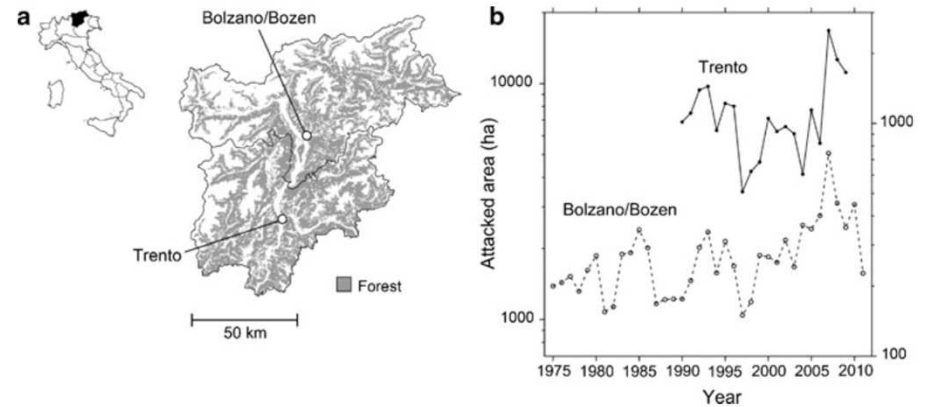 a
Bolzano/Bozen
Trento
Forest
50 km
b
Attacked area (ha)
10000
1000
Trento
Bolzano/Bozen
1000
100
1975 1980 1985 1990 1995 2000 2005 2010
Year